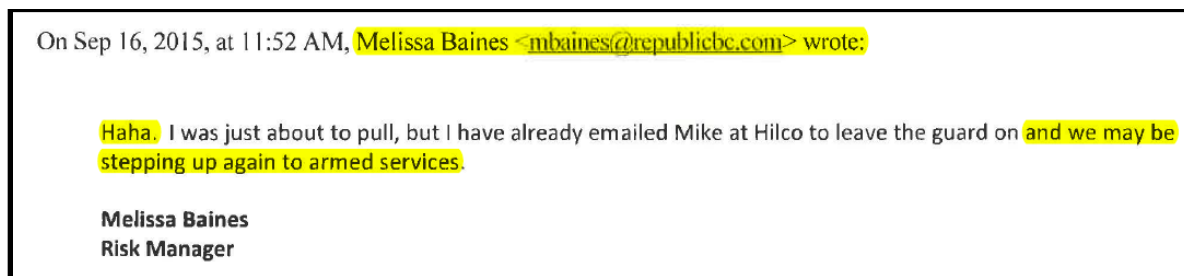 On Sep 16, 2015, at 11:52 AM, Melissa Baines <mbaines@republicbc.com> wrote:
Haha. I was just about to pull, but I have already emailed Mike at Hilco to leave the guard on and we may be
stepping up again to armed services.
Melissa Baines
Risk Manager